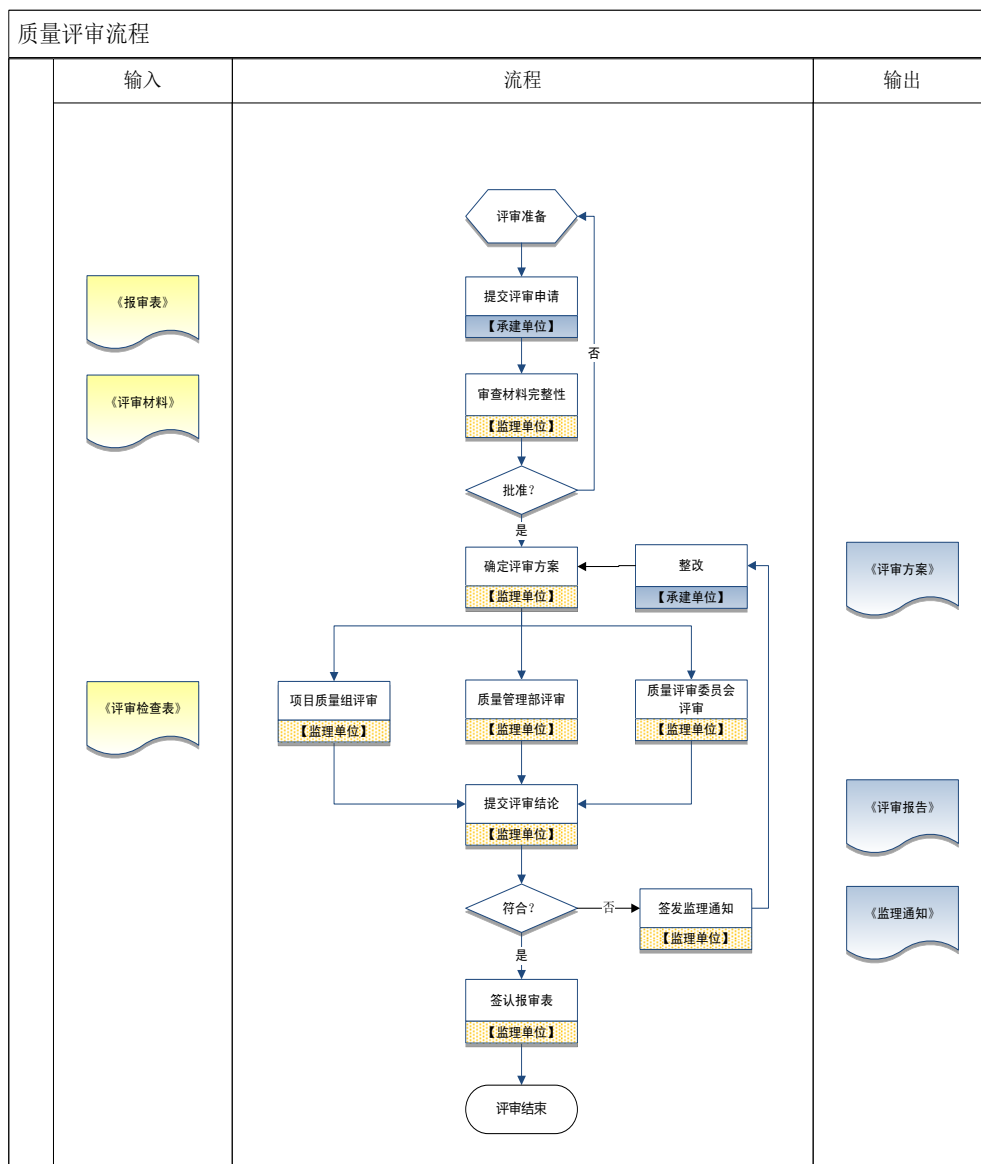 质量评审流程
输入
流程
输出
评审准备
《报审表》
提交评审申请
【承建单位】
否
《评审材料》
审查材料完整性
【监理单位】
批准？
是
确定评审方案
【监理单位】
整改
【承建单位】
《评审方案》
《评审检查表》
项目质量组评审
【监理单位】
质量管理部评审
【监理单位】
质量评审委员会
评审
【监理单位】
提交评审结论
【监理单位】
《评审报告》
符合？
否
签发监理通知
【监理单位】
《监理通知》
是
签认报审表
【监理单位】
评审结束